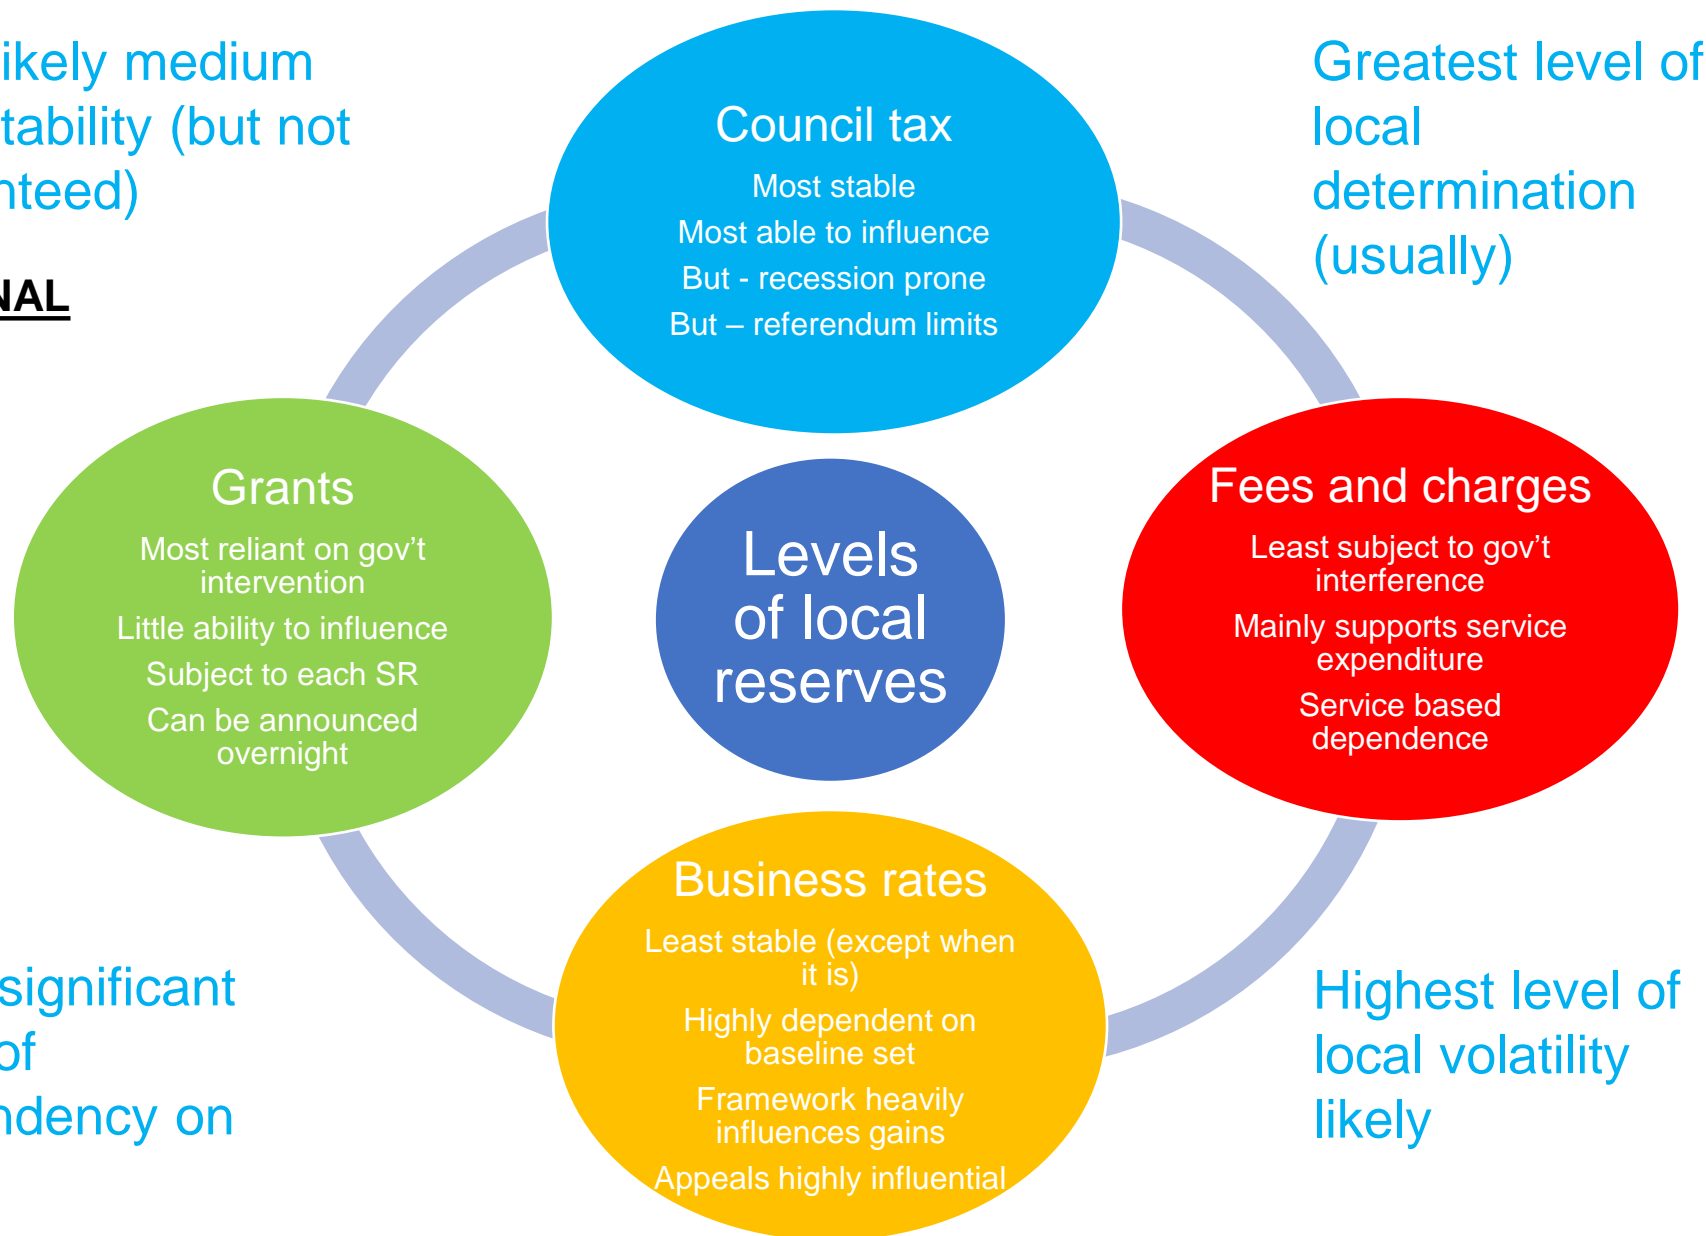 ikely medium
tability (but not
nteed)
NAL
Council tax
Most stable
Most able to influence
But - recession prone
But – referendum limits
Greatest level of
local
determination
(usually)
Grants
Most reliant on gov’t
intervention
Little ability to influence
Subject to each SR
Can be announced
overnight
Levels
of local
reserves
Fees and charges
Least subject to gov’t
interference
Mainly supports service
expenditure
Service based
dependence
significant
of
ndency on
Business rates
Least stable (except when
it is)
Highly dependent on
baseline set
Framework heavily
influences gains
Appeals highly influential
Highest level of
local volatility
likely